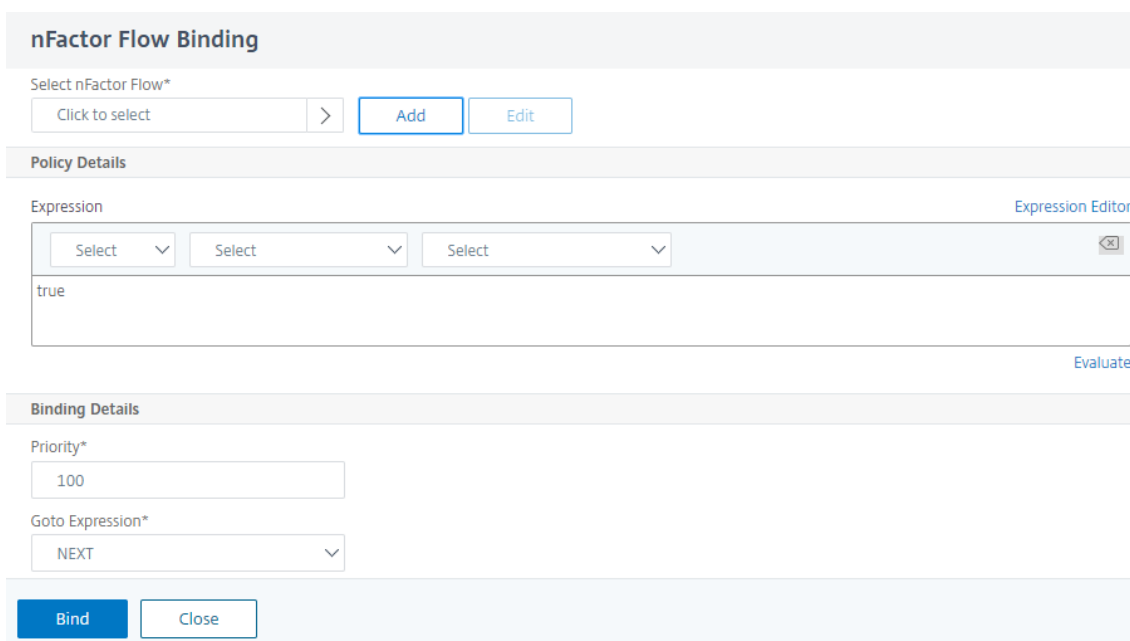 nFactor Flow Binding
Select nFactor Flow*
Click to select Add Edit
Policy Details
Expression Expression Editor
Select Select Select
true
Evaluate
Binding Details
Priority*
100
Goto Expression*
NEXT
Bind Close